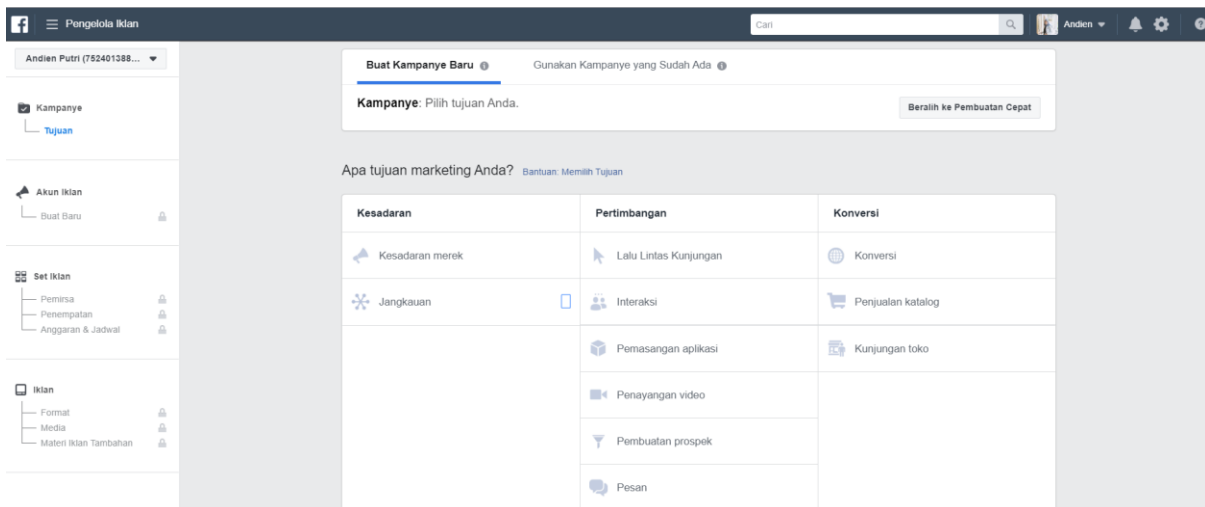 Pengelola Iklan
Cari
Andien
Andien Putri (752401388...
Kampanye
Tujuan
Akun Iklan
Buat Baru
Set Iklan
Pemirsa
Penempatan
Anggaran & Jadwal
Iklan
Format
Media
Materi Iklan Tambahan
Buat Kampanye Baru
Gunakan Kampanye yang Sudah Ada
Kampanye: Pilih tujuan Anda.
Beralih ke Pembuatan Cepat
Apa tujuan marketing Anda? Bantuan: Memilih Tujuan
Kesadaran
Kesadaran merek
Jangkauan
Pertimbangan
Lalu Lintas Kunjungan
Interaksi
Pemasangan aplikasi
Penayangan video
Pembuatan prospek
Pesan
Konversi
Konversi
Penjualan katalog
Kunjungan toko